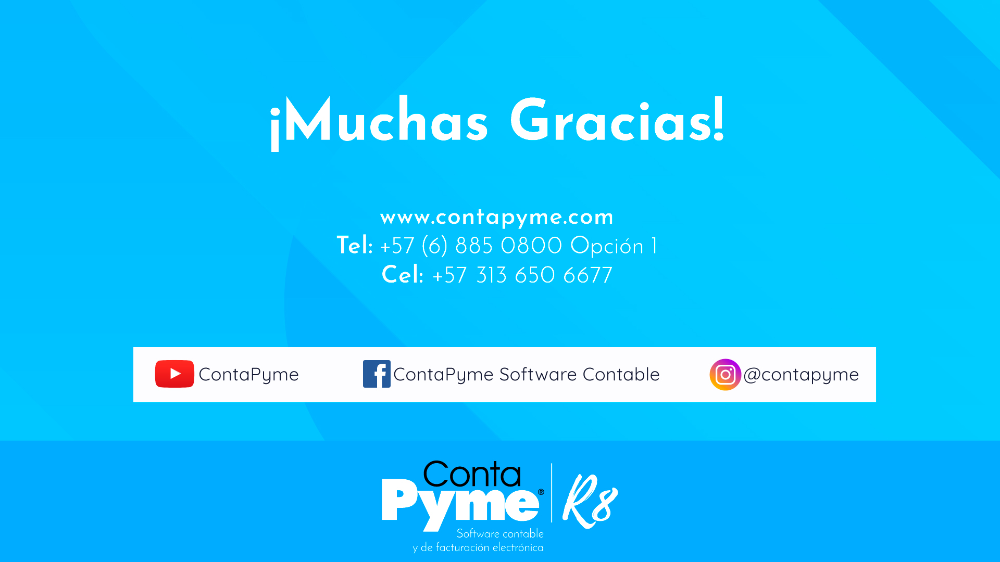 ¡Muchas Gracias!
www.contapyme.com
Tel: +57 (6) 885 0800 Opción 1
Cel: +57 313 650 6677
ContaPyme
ContaPyme Software Contable
@contapyme
Conta
Pyme®
R8
Software contable
y de facturación electrónica